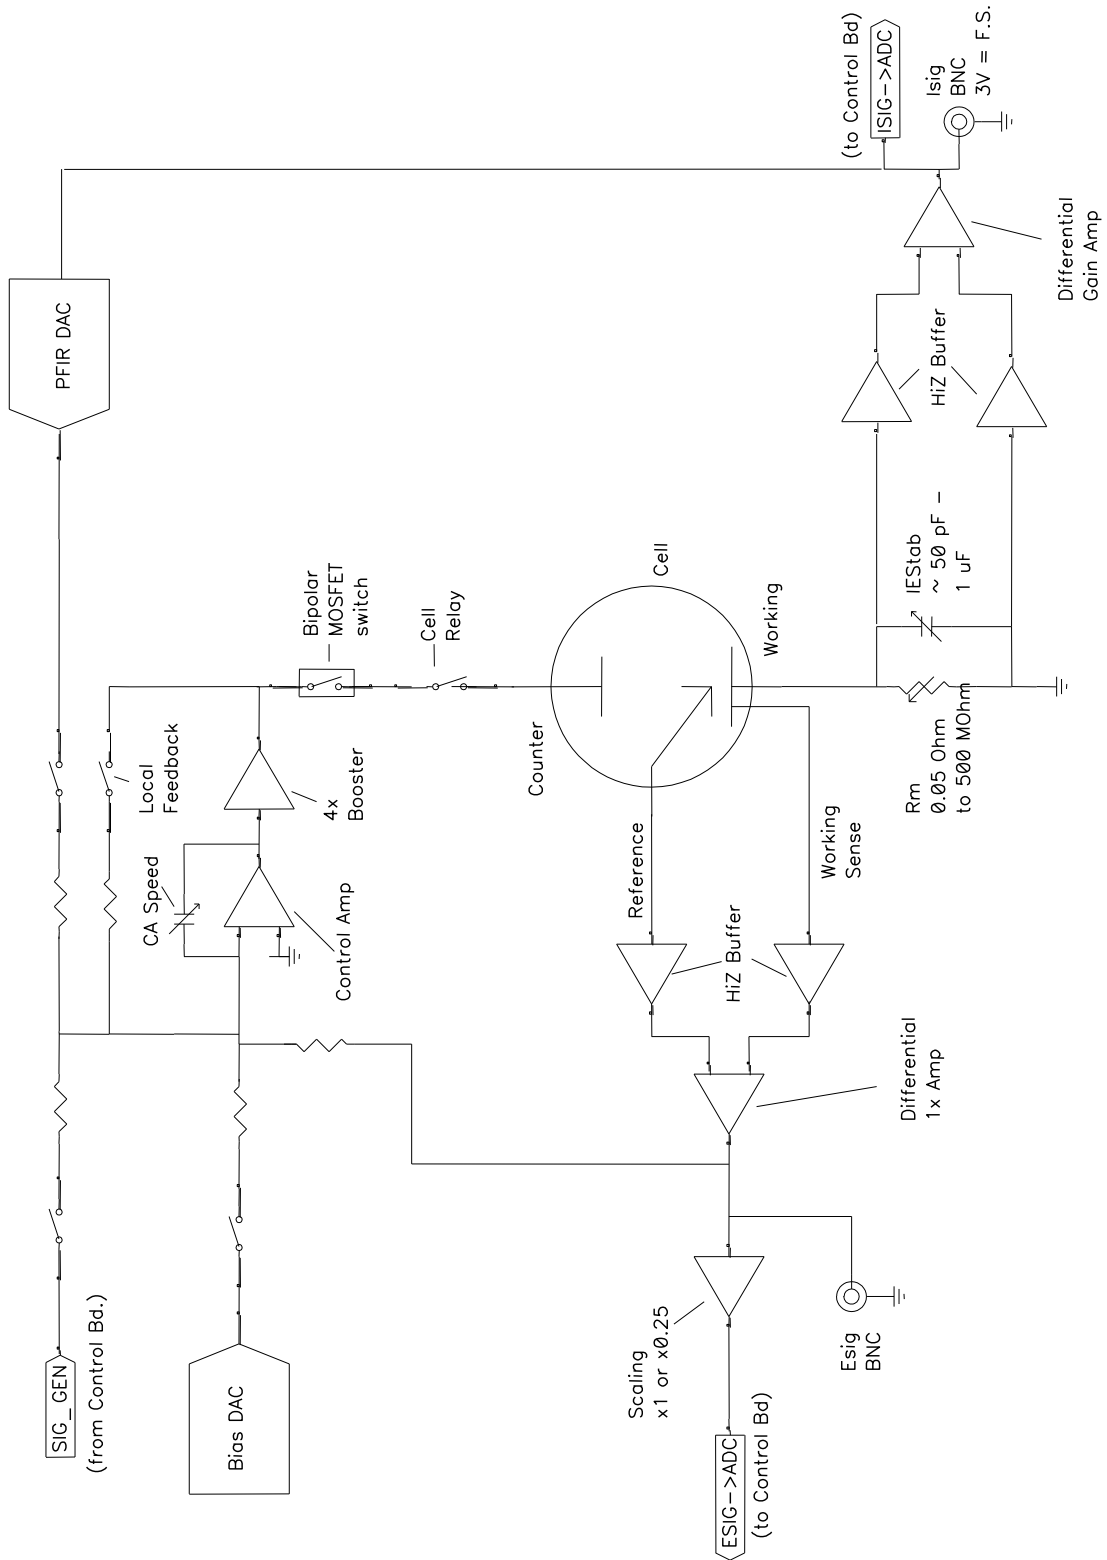 SIG_GEN
(from Control Bd.)
PFIR DAC
Local
Feedback
CA Speed
Bias DAC
4x
Booster
Control Amp
Bipolar
MOSFET
switch
Cell
Relay
Counter
Cell
Reference
Scaling
x1 or x0.25
HiZ Buffer
ESIG->ADC
(to Control Bd)
Working
Working
Sense
Esig
BNC
Differential
1x Amp
Rm
0.05 Ohm
to 500 MOhm
IEStab
~ 50 pF -
1 uF
HiZ Buffer
(to Control Bd)
ISIG->ADC
Isig
BNC
3V = F.S.
Differential
Gain Amp